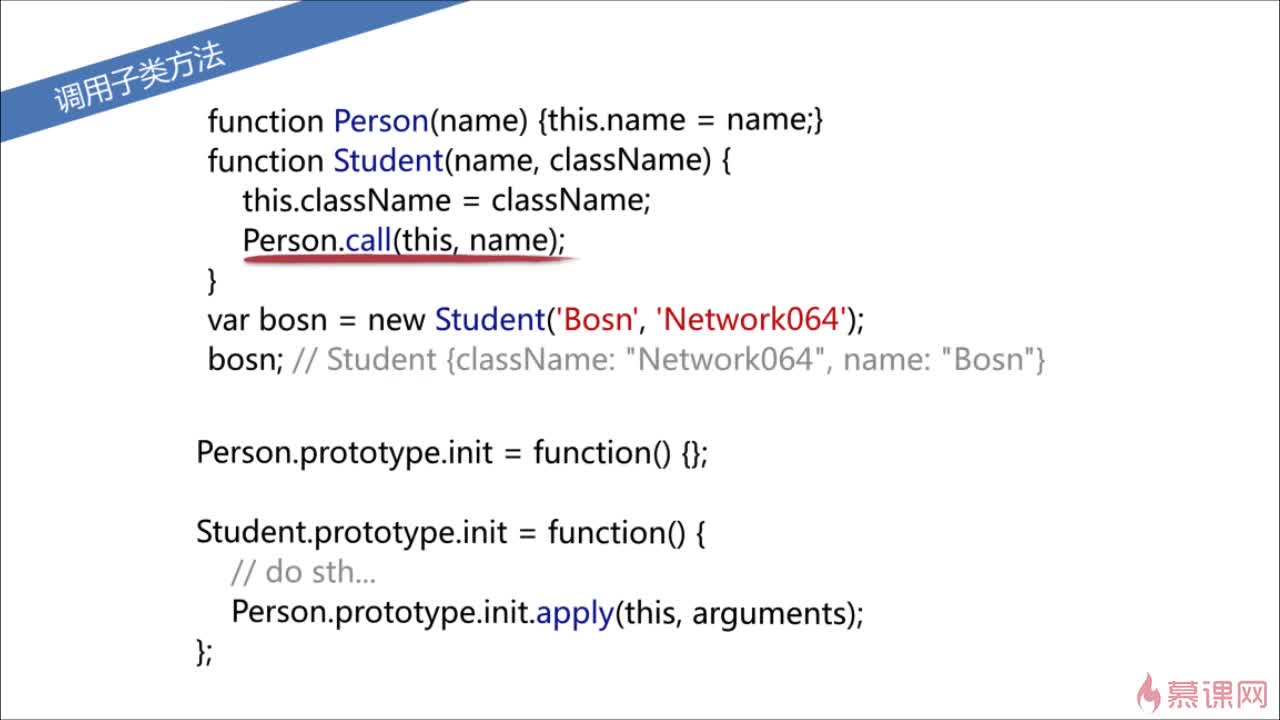 调用子类方法
function Person(name) {this.name = name;}
function Student(name, className) {
this.className = className;
Person.call(this, name);
}
var bosn = new Student('Bosn', 'Network064');
bosn; // Student {className: "Network064", name: "Bosn"}
Person.prototype.init = function() {};
Student.prototype.init = function() {
// do sth...
Person.prototype.init.apply(this, arguments);
};
慕课网